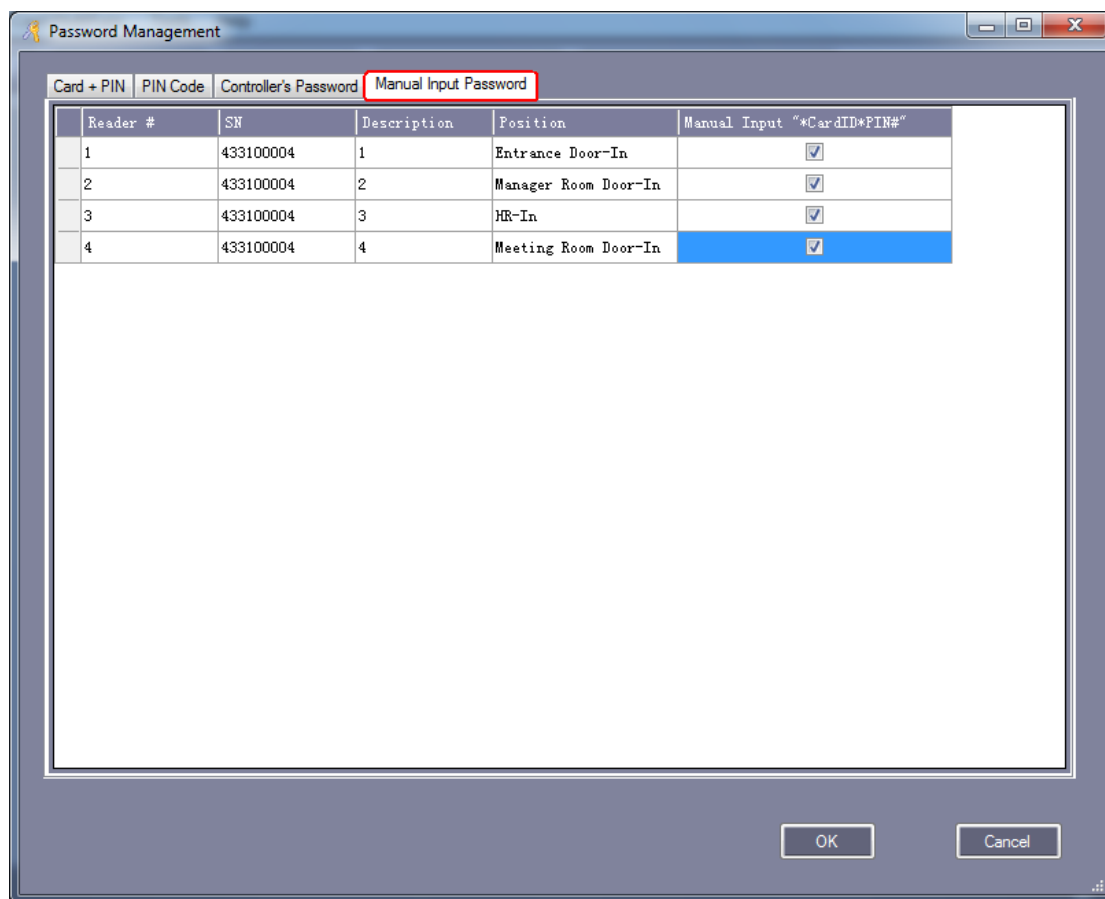 Password Management
Card + PIN PIN Code Controller's Password Manual Input Password
Reader # SN Description Position Manual Input "*CardID*PIN#"
1 433100004 1 Entrance Door-In
2 433100004 2 Manager Room Door-In
3 433100004 3 HR-In
4 433100004 4 Meeting Room Door-In
OK Cancel